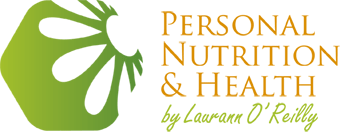 PERSONAL
NUTRITION
& HEALTH
by Laurann O'Reilly